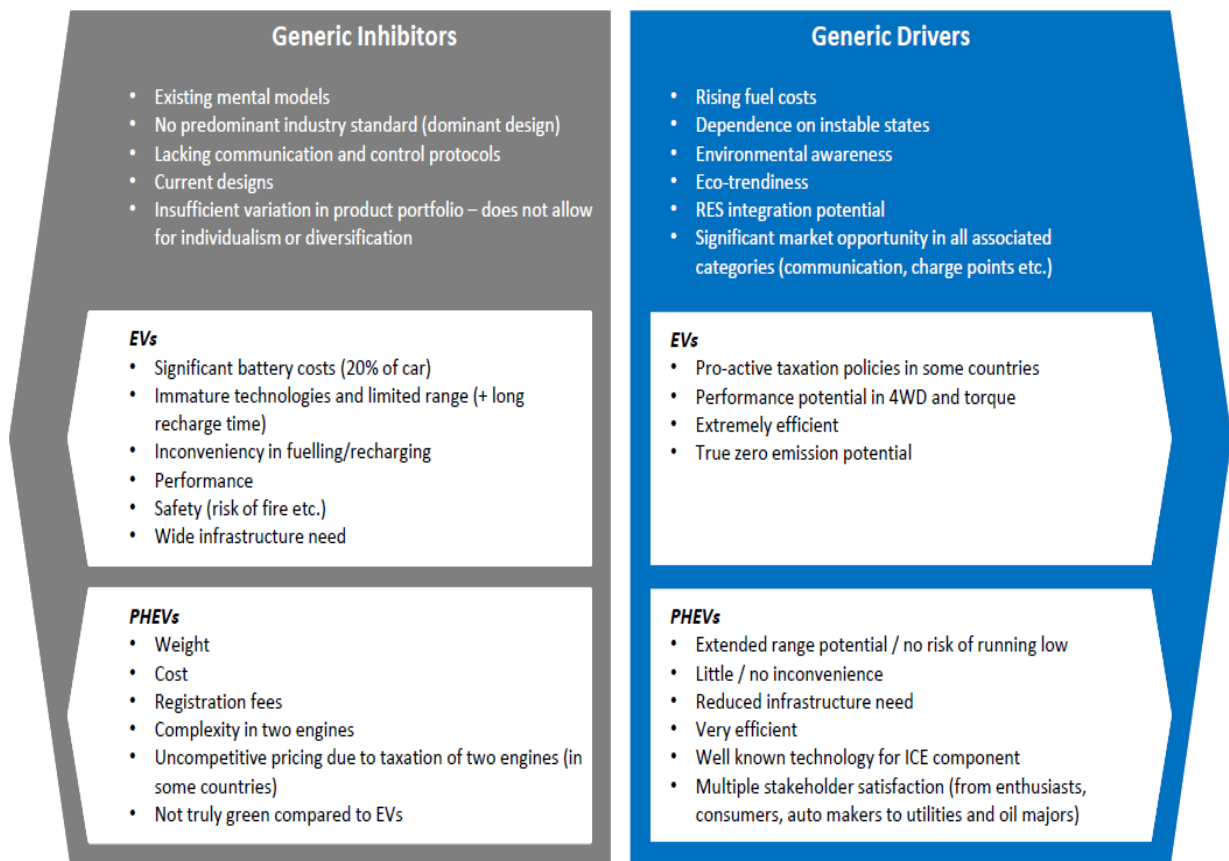 Generic Inhibitors
• Existing mental models
• No predominant industry standard (dominant design)
• Lacking communication and control protocols
• Current designs
• Insufficient variation in product portfolio – does not allow
for individualism or diversification
EVs
• Significant battery costs (20% of car)
• Immature technologies and limited range (+ long
recharge time)
• Inconveniency in fuelling/recharging
• Performance
• Safety (risk of fire etc.)
• Wide infrastructure need
PHEVs
• Weight
• Cost
• Registration fees
• Complexity in two engines
• Uncompetitive pricing due to taxation of two engines (in
some countries)
• Not truly green compared to EVs
Generic Drivers
• Rising fuel costs
• Dependence on instable states
• Environmental awareness
• Eco-trendiness
• RES integration potential
• Significant market opportunity in all associated
categories (communication, charge points etc.)
EVs
• Pro-active taxation policies in some countries
• Performance potential in 4WD and torque
• Extremely efficient
• True zero emission potential
PHEVs
• Extended range potential / no risk of running low
• Little / no inconvenience
• Reduced infrastructure need
• Very efficient
• Well known technology for ICE component
• Multiple stakeholder satisfaction (from enthusiasts,
consumers, auto makers to utilities and oil majors)